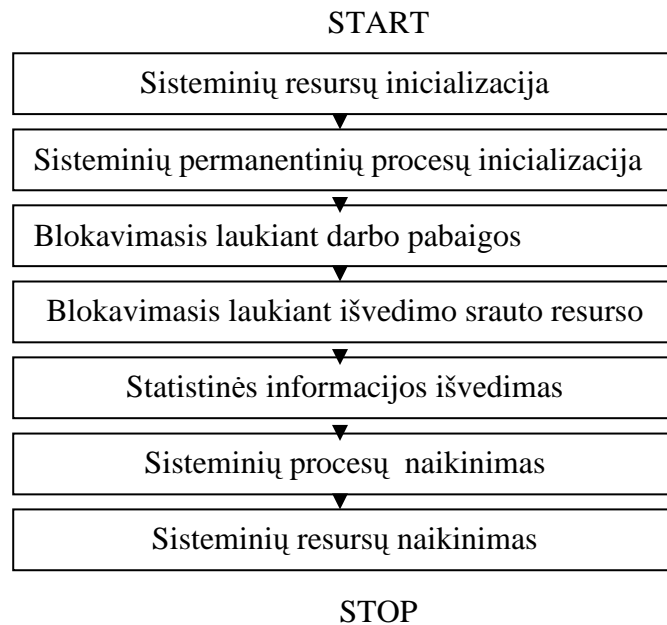 START
Sisteminių resursų inicializacija
Sisteminių permanentinių procesų inicializacija
Blokavimasis laukiant darbo pabaigos
Blokavimasis laukiant išvedimo srauto resurso
Statistinės informacijos išvedimas
Sisteminių procesų naikinimas
Sisteminių resursų naikinimas
STOP